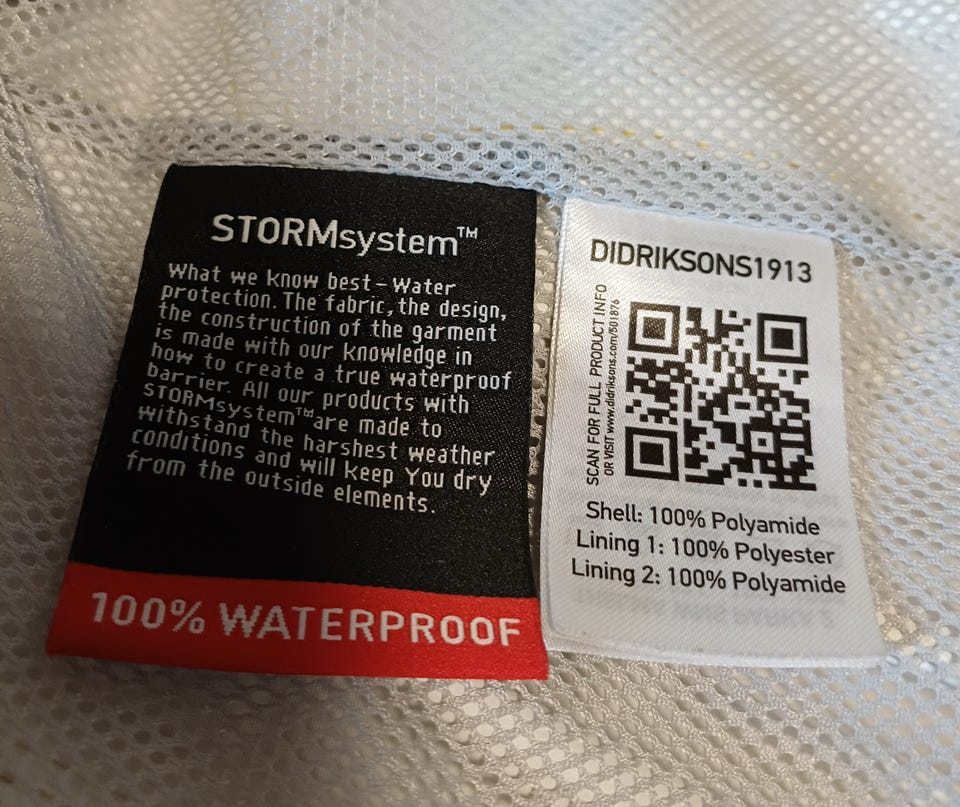 STORMsystem™
What we know best – Water
protection. The fabric, the design,
the construction of the garment
is made with our knowledge in
how to create a true waterproof
barrier. All our products with
STORMsystem™ are made to
withstand the harshest weather
conditions and will keep You dry
from the outside elements.
100% WATERPROOF
DIDRIKSONS1913
SCAN FOR FULL PRODUCT INFO
OR VISIT www.didriksons.com/501876
Shell: 100% Polyamide
Lining 1: 100% Polyester
Lining 2: 100% Polyamide